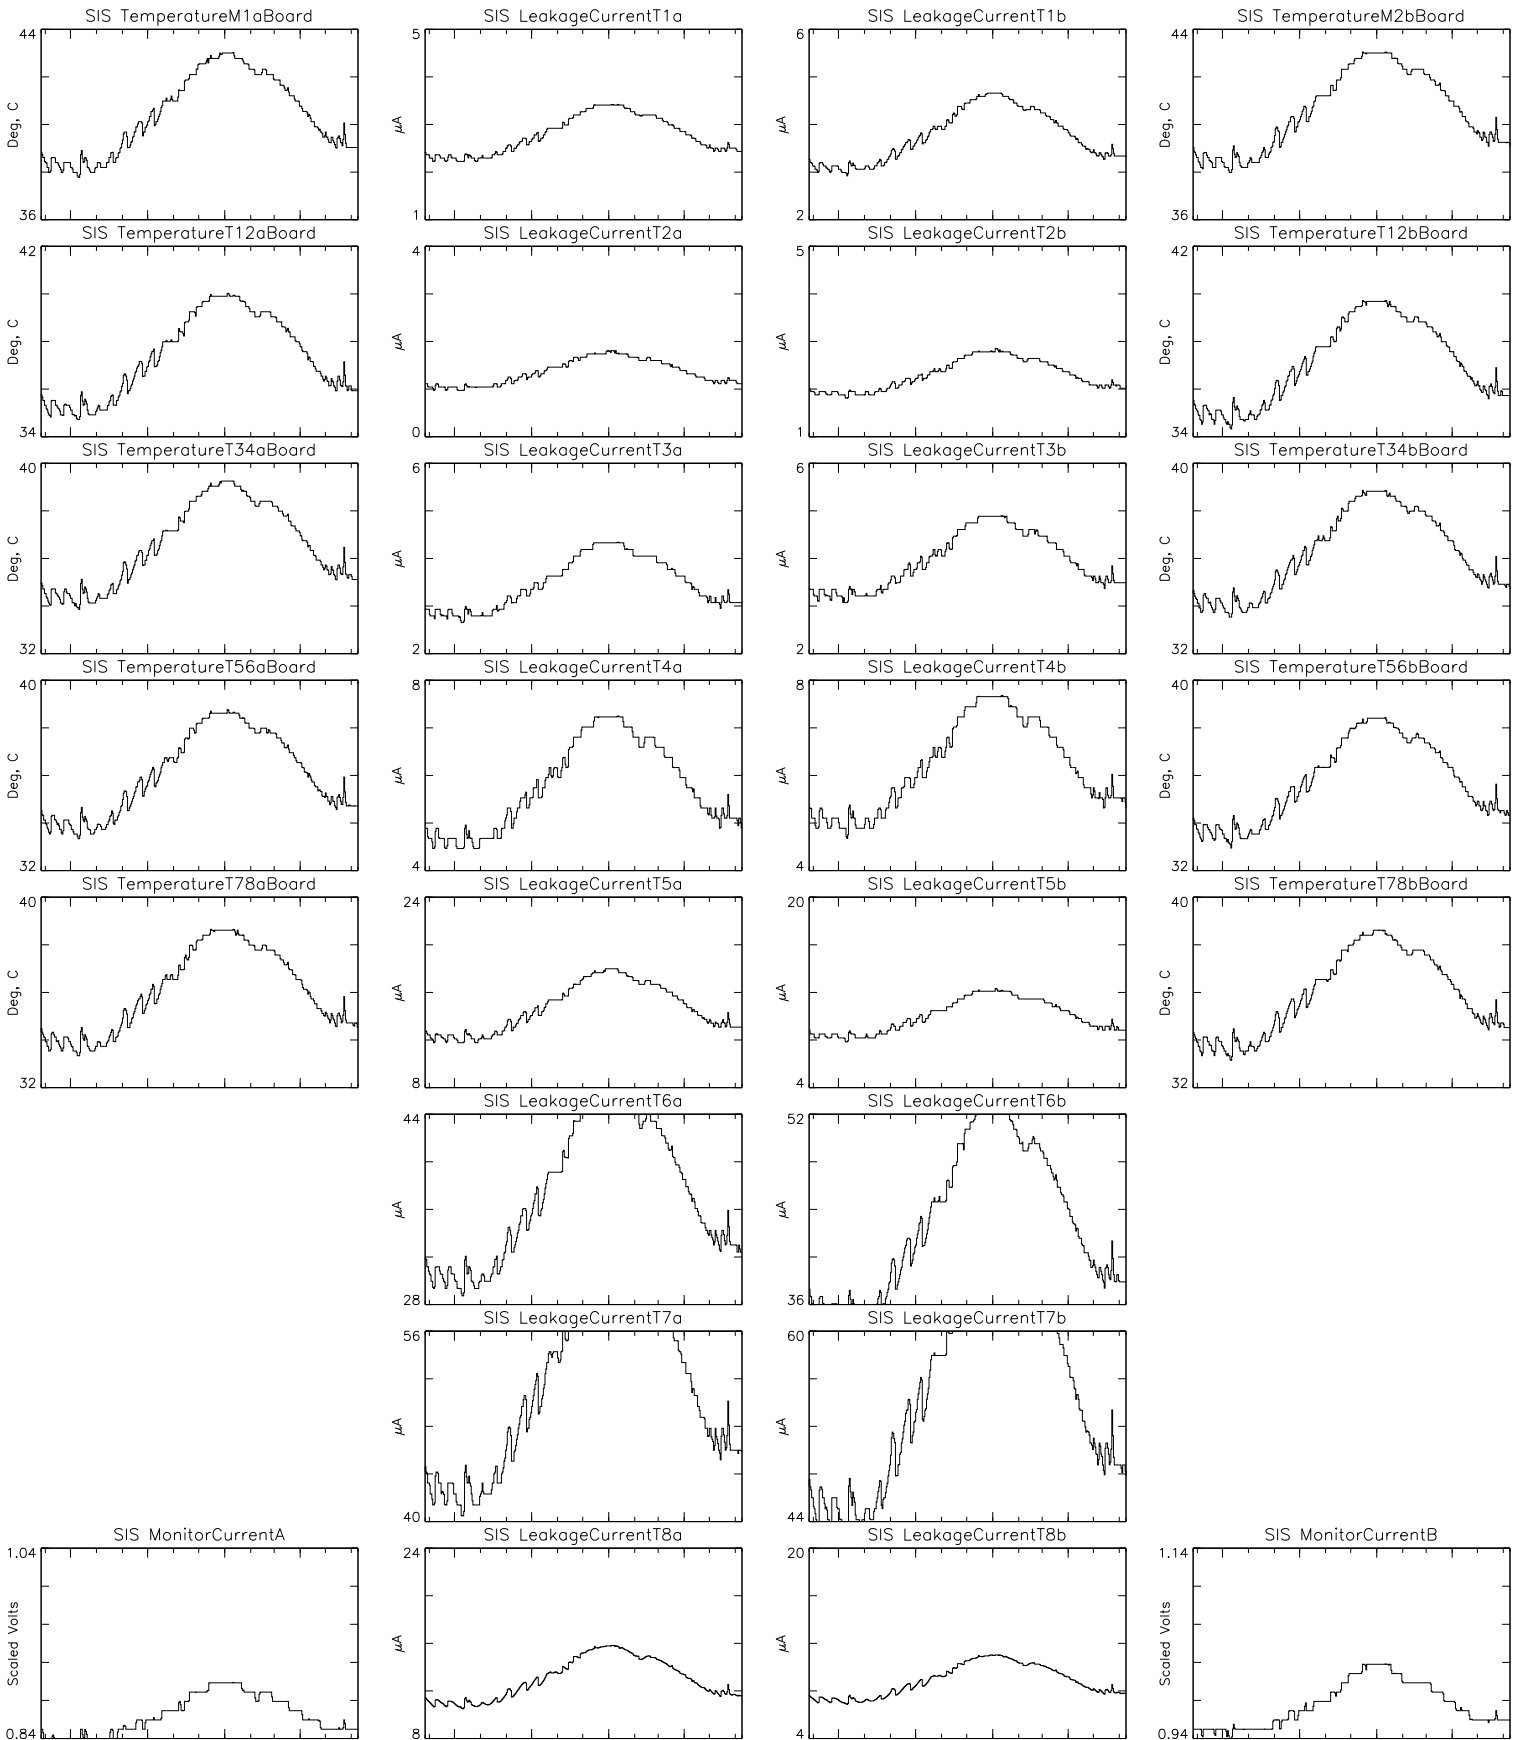 SIS TemperatureM1aBoard
44
Deg, C
36
SIS LeakageCurrentT1a
5
μA
1
SIS LeakageCurrentT1b
6
μA
2
SIS TemperatureM2bBoard
44
Deg, C
36
SIS TemperatureT12aBoard
42
Deg, C
34
SIS LeakageCurrentT2a
4
μA
0
SIS LeakageCurrentT2b
5
μA
1
SIS TemperatureT12bBoard
42
Deg, C
34
SIS TemperatureT34aBoard
40
Deg, C
32
SIS LeakageCurrentT3a
6
μA
2
SIS LeakageCurrentT3b
6
μA
2
SIS TemperatureT34bBoard
40
Deg, C
32
SIS TemperatureT56aBoard
40
Deg, C
32
SIS LeakageCurrentT4a
8
μA
4
SIS LeakageCurrentT4b
8
μA
4
SIS TemperatureT56bBoard
40
Deg, C
32
SIS TemperatureT78aBoard
40
Deg, C
32
SIS LeakageCurrentT5a
24
μA
8
SIS LeakageCurrentT5b
20
μA
4
SIS TemperatureT78bBoard
40
Deg, C
32
SIS LeakageCurrentT6a
44
μA
28
SIS LeakageCurrentT6b
52
μA
36
SIS LeakageCurrentT7a
56
μA
40
SIS LeakageCurrentT7b
60
μA
44
SIS MonitorCurrentA
1.04
Scaled Volts
0.84
SIS LeakageCurrentT8a
24
μA
8
SIS LeakageCurrentT8b
20
μA
4
SIS MonitorCurrentB
1.14
Scaled Volts
0.94